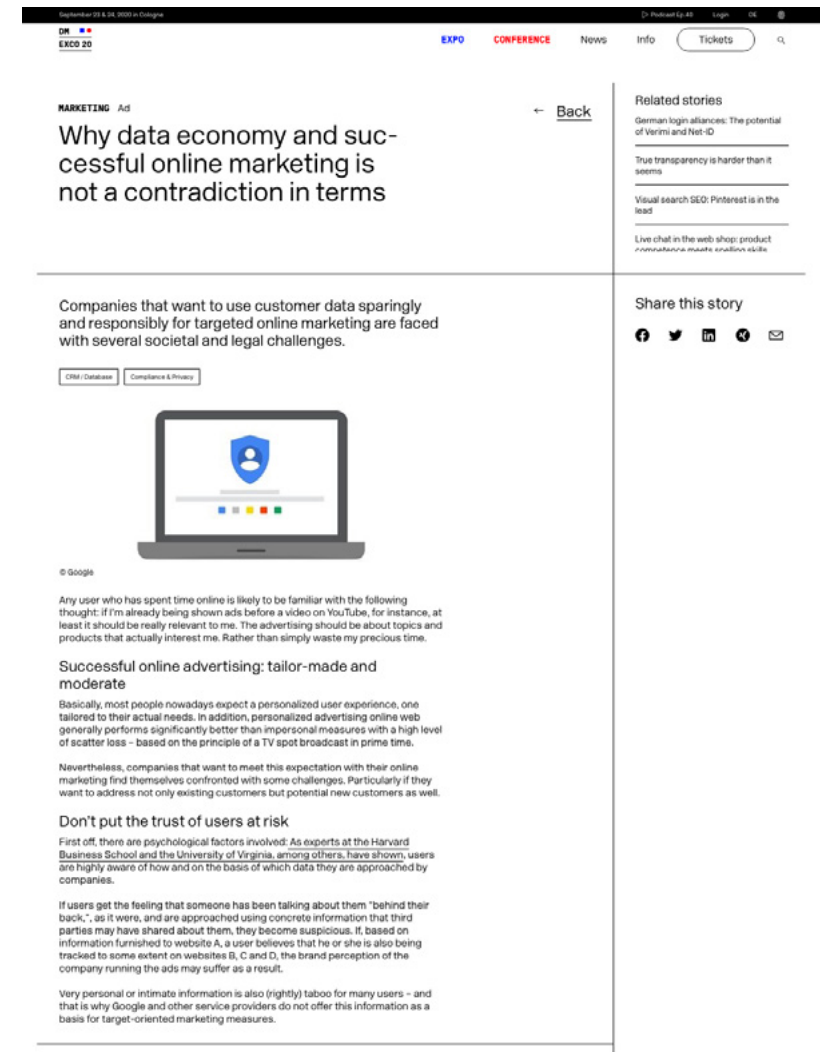 September 23 & 24, 2020 in Cologne
Podcast Ep.40 Login DE
DM
EXCO 20
EXPO CONFERENCE News Info Tickets
MARKETING Ad
← Back
Why data economy and suc-
cessful online marketing is
not a contradiction in terms
Related stories
German login alliances: The potential
of Verimi and Net-ID
True transparency is harder than it
seems
Visual search SEO: Pinterest is in the
lead
Live chat in the web shop: product
competence meets spelling skills
Companies that want to use customer data sparingly
and responsibly for targeted online marketing are faced
with several societal and legal challenges.
Share this story
CRM / Database Compliance & Privacy
© Google
Any user who has spent time online is likely to be familiar with the following
thought: if I'm already being shown ads before a video on YouTube, for instance, at
least it should be really relevant to me. The advertising should be about topics and
products that actually interest me. Rather than simply waste my precious time.
Successful online advertising: tailor-made and
moderate
Basically, most people nowadays expect a personalized user experience, one
tailored to their actual needs. In addition, personalized advertising online web
generally performs significantly better than impersonal measures with a high level
of scatter loss – based on the principle of a TV spot broadcast in prime time.
Nevertheless, companies that want to meet this expectation with their online
marketing find themselves confronted with some challenges. Particularly if they
want to address not only existing customers but potential new customers as well.
Don't put the trust of users at risk
First off, there are psychological factors involved: As experts at the Harvard
Business School and the University of Virginia, among others, have shown, users
are highly aware of how and on the basis of which data they are approached by
companies.
If users get the feeling that someone has been talking about them "behind their
back,", as it were, and are approached using concrete information that third
parties may have shared about them, they become suspicious. If, based on
information furnished to website A, a user believes that he or she is also being
tracked to some extent on websites B, C and D, the brand perception of the
company running the ads may suffer as a result.
Very personal or intimate information is also (rightly) taboo for many users – and
that is why Google and other service providers do not offer this information as a
basis for target-oriented marketing measures.